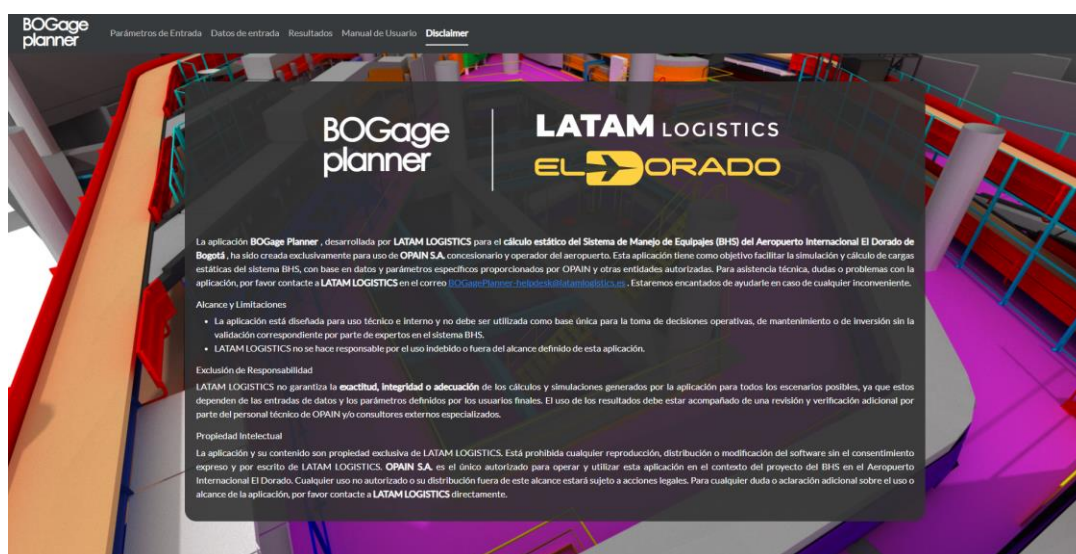 BOGage
planner
Parámetros de Entrada Datos de entrada Resultados Manual de Usuario Disclaimer
BOGage
planner
LATAM LOGISTICS
EL DORADO
La aplicación BOGage Planner , desarrollada por LATAM LOGISTICS para el cálculo estático del Sistema de Manejo de Equipajes (BHS) del Aeropuerto Internacional El Dorado de
Bogotá , ha sido creada exclusivamente para uso de OPAIN S.A. concesionario y operador del aeropuerto. Esta aplicación tiene como objetivo facilitar la simulación y cálculo de cargas
estáticas del sistema BHS, con base en datos y parámetros específicos proporcionados por OPAIN y otras entidades autorizadas. Para asistencia técnica, dudas o problemas con la
aplicación, por favor contacte a LATAM LOGISTICS en el correo BOGagePlanner-helpdesk@latamlogistics.es . Estaremos encantados de ayudarle en caso de cualquier inconveniente.
Alcance y Limitaciones
• La aplicación está diseñada para uso técnico e interno y no debe ser utilizada como base única para la toma de decisiones operativas, de mantenimiento o de inversión sin la
validación correspondiente por parte de expertos en el sistema BHS.
• LATAM LOGISTICS no se hace responsable por el uso indebido o fuera del alcance definido de esta aplicación.
Exclusión de Responsabilidad
LATAM LOGISTICS no garantiza la exactitud, integridad o adecuación de los cálculos y simulaciones generados por la aplicación para todos los escenarios posibles, ya que estos
dependen de las entradas de datos y los parámetros definidos por los usuarios finales. El uso de los resultados debe estar acompañado de una revisión y verificación adicional por
parte del personal técnico de OPAIN y/o consultores externos especializados.
Propiedad Intelectual
La aplicación y su contenido son propiedad exclusiva de LATAM LOGISTICS. Está prohibida cualquier reproducción, distribución o modificación del software sin el consentimiento
expreso y por escrito de LATAM LOGISTICS. OPAIN S.A. es el único autorizado para operar y utilizar esta aplicación en el contexto del proyecto del BHS en el Aeropuerto
Internacional El Dorado. Cualquier uso no autorizado o su distribución fuera de este alcance estará sujeto a acciones legales. Para cualquier duda o aclaración adicional sobre el uso o
alcance de la aplicación, por favor contacte a LATAM LOGISTICS directamente.